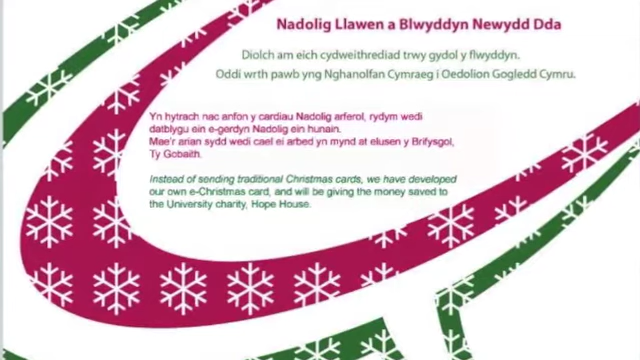 Nadolig Llawen a Blwyddyn Newydd Dda
Diolch am eich cydweithrediad trwy gydol y flwyddyn.
Oddi wrth pawb yng Nghanolfan Cymraeg i Oedolion Gogledd Cymru.
Yn hytrach nac anfon y cardiau Nadolig arferol, rydym wedi
datblygu ein e-gerdyn Nadolig ein hunain.
Mae'r arian sydd wedi cael ei arbed yn mynd at elusen y Brifysgol,
Ty Gobaith.
Instead of sending traditional Christmas cards, we have developed
our own e-Christmas card, and will be giving the money saved to
the University charity, Hope House.